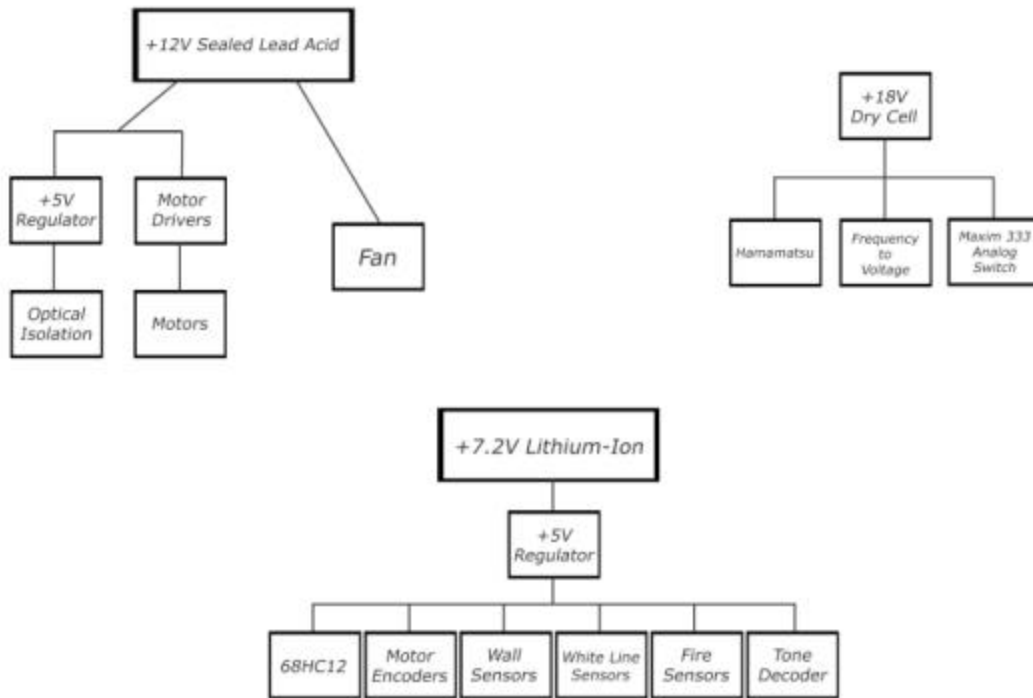 +12V Sealed Lead Acid
+18V
Dry Cell
+5V
Regulator
Motor
Drivers
Fan
Hamamatsu
Frequency
to
Voltage
Maxim 333
Analog
Switch
Optical
Isolation
Motors
+7.2V Lithium-Ion
+5V
Regulator
68HC12
Motor
Encoders
Wall
Sensors
White Line
Sensors
Fire
Sensors
Tone
Decoder